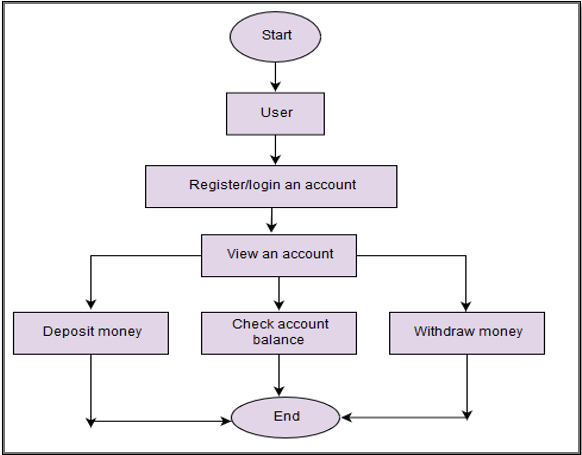 Start
User
Register/login an account
View an account
Deposit money
Check account
balance
Withdraw money
End